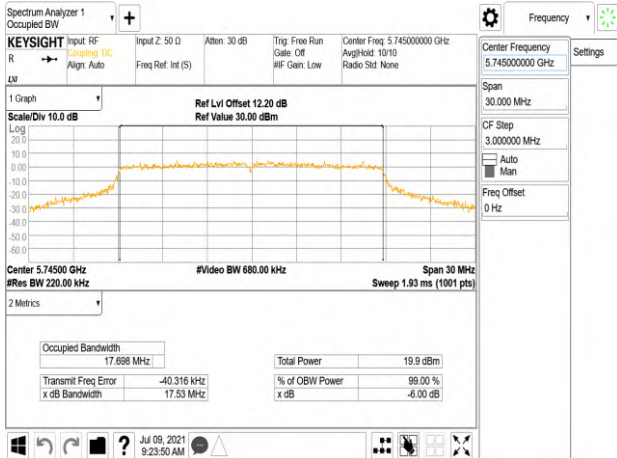 Spectrum Analyzer 1
Occupied BW
Frequency
KEYSIGHT
R
Input: RF
Coupling: DC
Align: Auto
Input Z: 50 Ω
Freq Ref: Int (S)
Atten: 30 dB
Trig: Free Run
Gate: Off
#IF Gain: Low
Center Freq: 5.745000000 GHz
Avg|Hold: 10/10
Radio Std: None
Center Frequency
5.745000000 GHz
Settings
Span
30.000 MHz
CF Step
3.000000 MHz
Auto
Man
Freq Offset
0 Hz
1 Graph
Scale/Div 10.0 dB
Ref Lvl Offset 12.20 dB
Ref Value 30.00 dBm
Log
20.0
10.0
0.00
-10.0
-20.0
-30.0
-40.0
-50.0
-60.0
Center 5.74500 GHz
#Video BW 680.00 kHz
Span 30 MHz
#Res BW 220.00 kHz
Sweep 1.93 ms (1001 pts)
2 Metrics
Occupied Bandwidth
17.698 MHz
Total Power
19.9 dBm
Transmit Freq Error
-40.316 kHz
% of OBW Power
99.00 %
x dB Bandwidth
17.53 MHz
x dB
-6.00 dB
?
Jul 09, 2021
9:23:50 AM